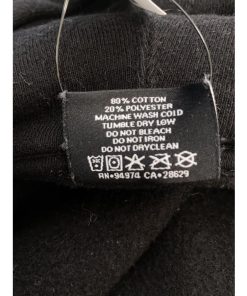 80% COTTON
20% POLYESTER
MACHINE WASH COLD
TUMBLE DRY LOW
DO NOT BLEACH
DO NOT IRON
DO NOT DRYCLEAN
RN•94974 CA•28629